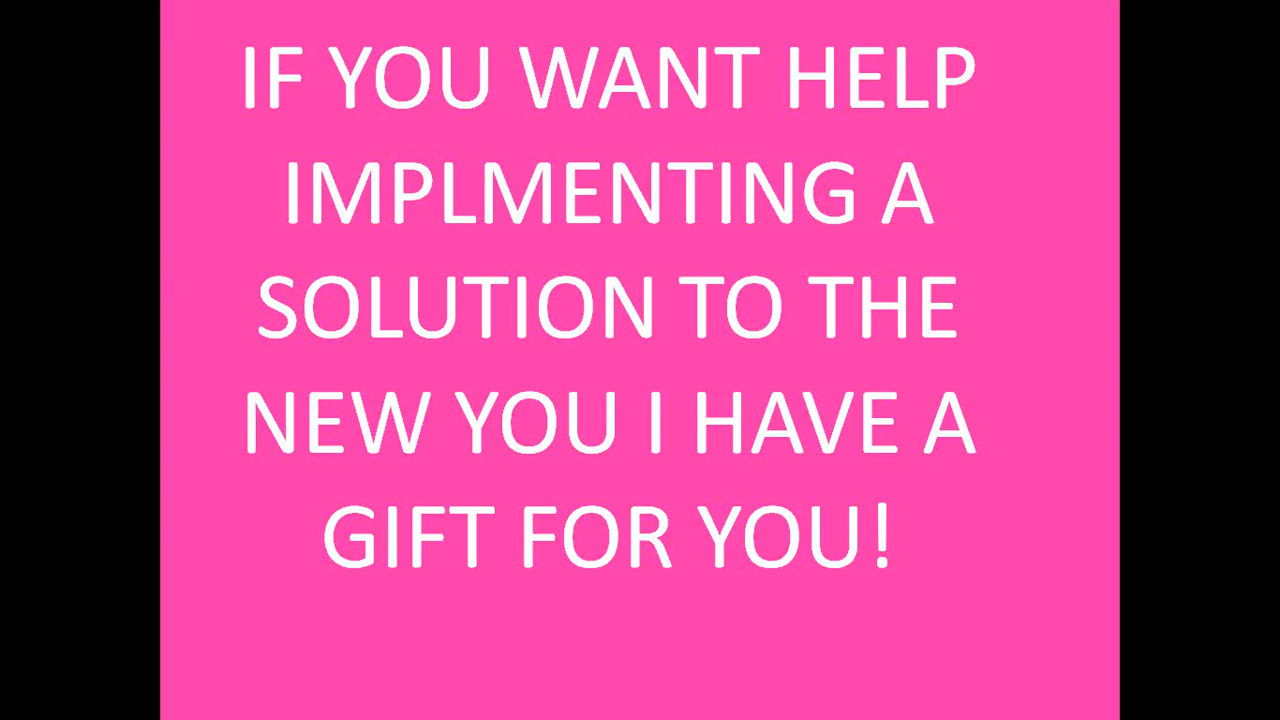 IF YOU WANT HELP
IMPLMENTING A
SOLUTION TO THE
NEW YOU I HAVE A
GIFT FOR YOU!